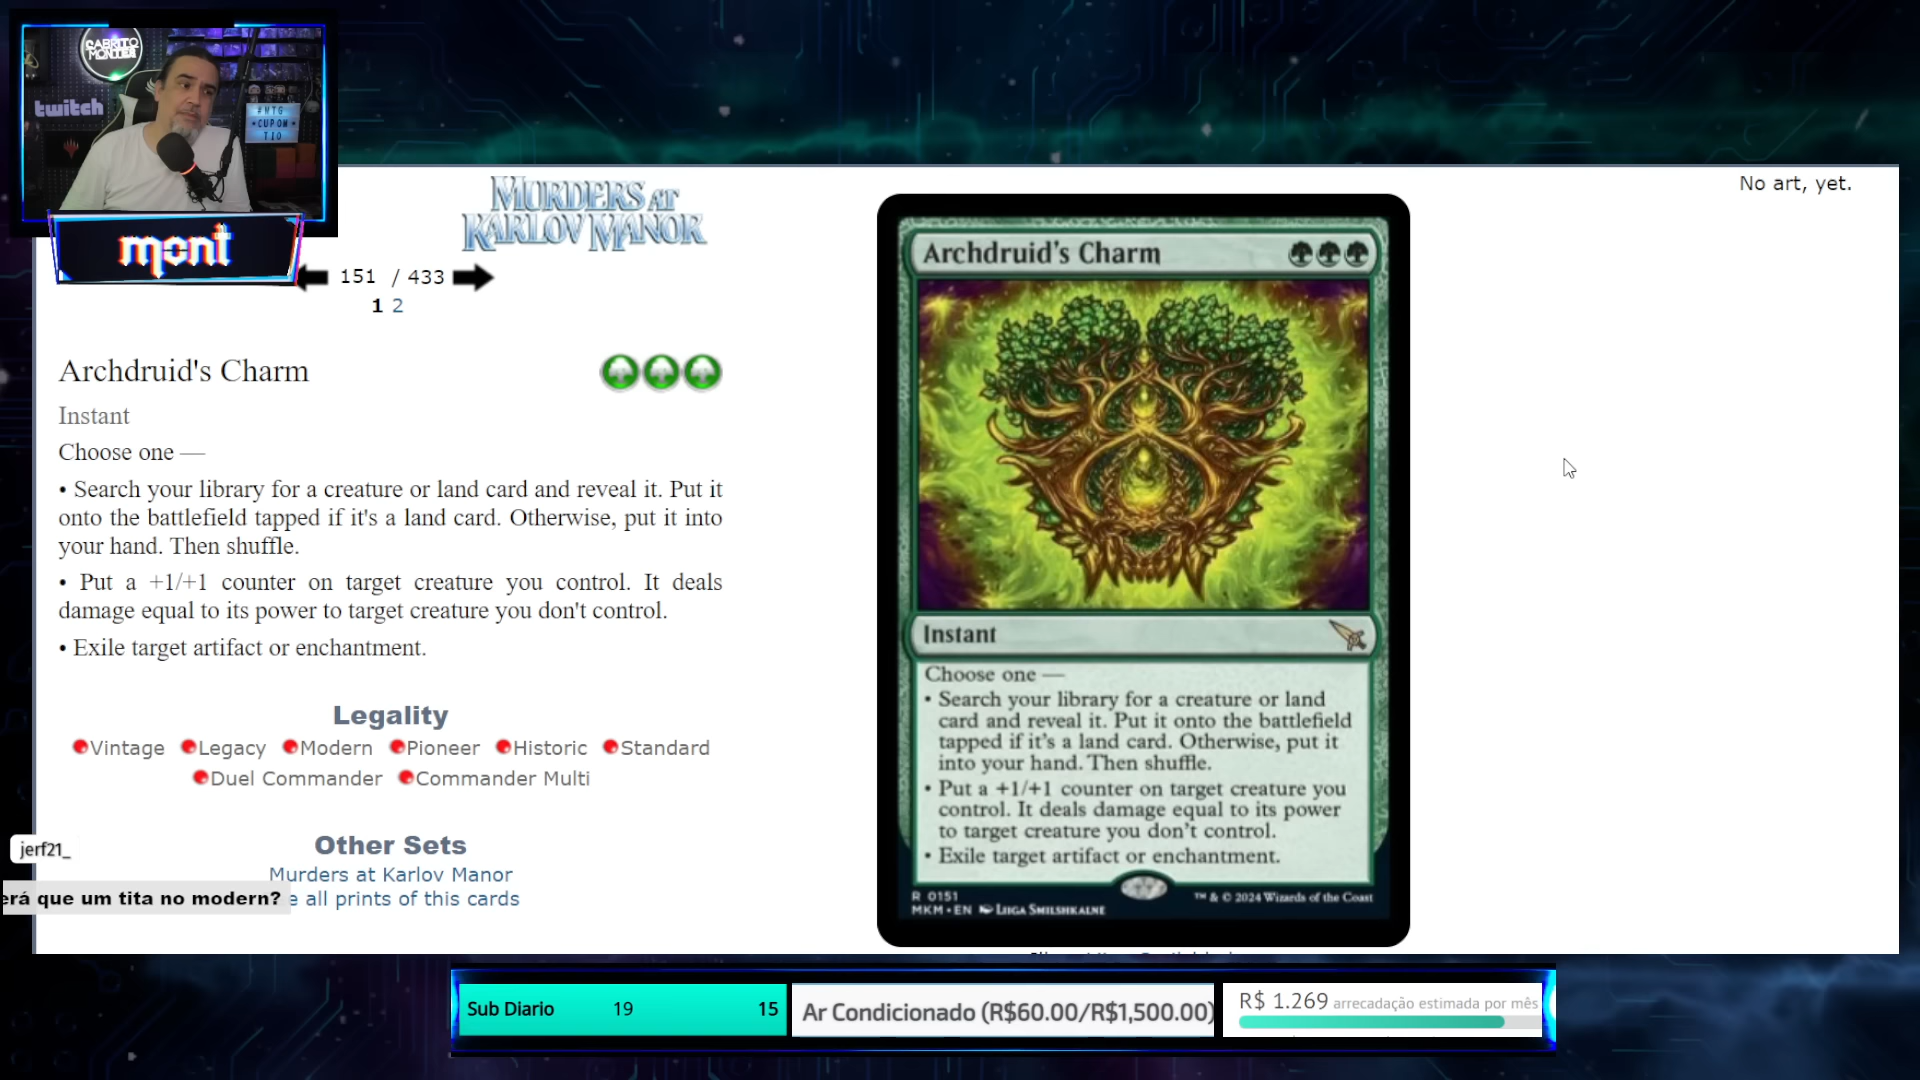 CABRITO
MONTES
twitch
#MTG
•CUPOM•
TIO
mont
MURDERS AT
KARLOV MANOR
151 / 433
1 2
No art, yet.
Archdruid's Charm
Instant
Choose one —
• Search your library for a creature or land card and reveal it. Put it
onto the battlefield tapped if it's a land card. Otherwise, put it into
your hand. Then shuffle.
• Put a +1/+1 counter on target creature you control. It deals
damage equal to its power to target creature you don't control.
• Exile target artifact or enchantment.
Legality
Vintage Legacy Modern Pioneer Historic Standard
Duel Commander Commander Multi
Other Sets
Murders at Karlov Manor
e all prints of this cards
jerf21_
erá que um tita no modern?
Archdruid's Charm
Instant
Choose one —
• Search your library for a creature or land
card and reveal it. Put it onto the battlefield
tapped if it's a land card. Otherwise, put it
into your hand. Then shuffle.
• Put a +1/+1 counter on target creature you
control. It deals damage equal to its power
to target creature you don't control.
• Exile target artifact or enchantment.
R 0151
MKM • EN LIIGA SMILSHKALNE
™ & © 2024 Wizards of the Coast
Sub Diario 19 15
Ar Condicionado (R$60.00/R$1,500.00)
R$ 1.269 arrecadação estimada por mês